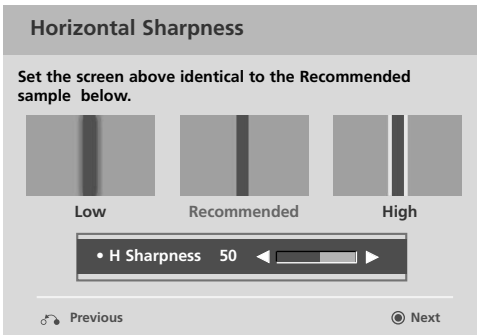 Horizontal Sharpness
Set the screen above identical to the Recommended
sample below.
Low Recommended High
• H Sharpness 50
Previous Next